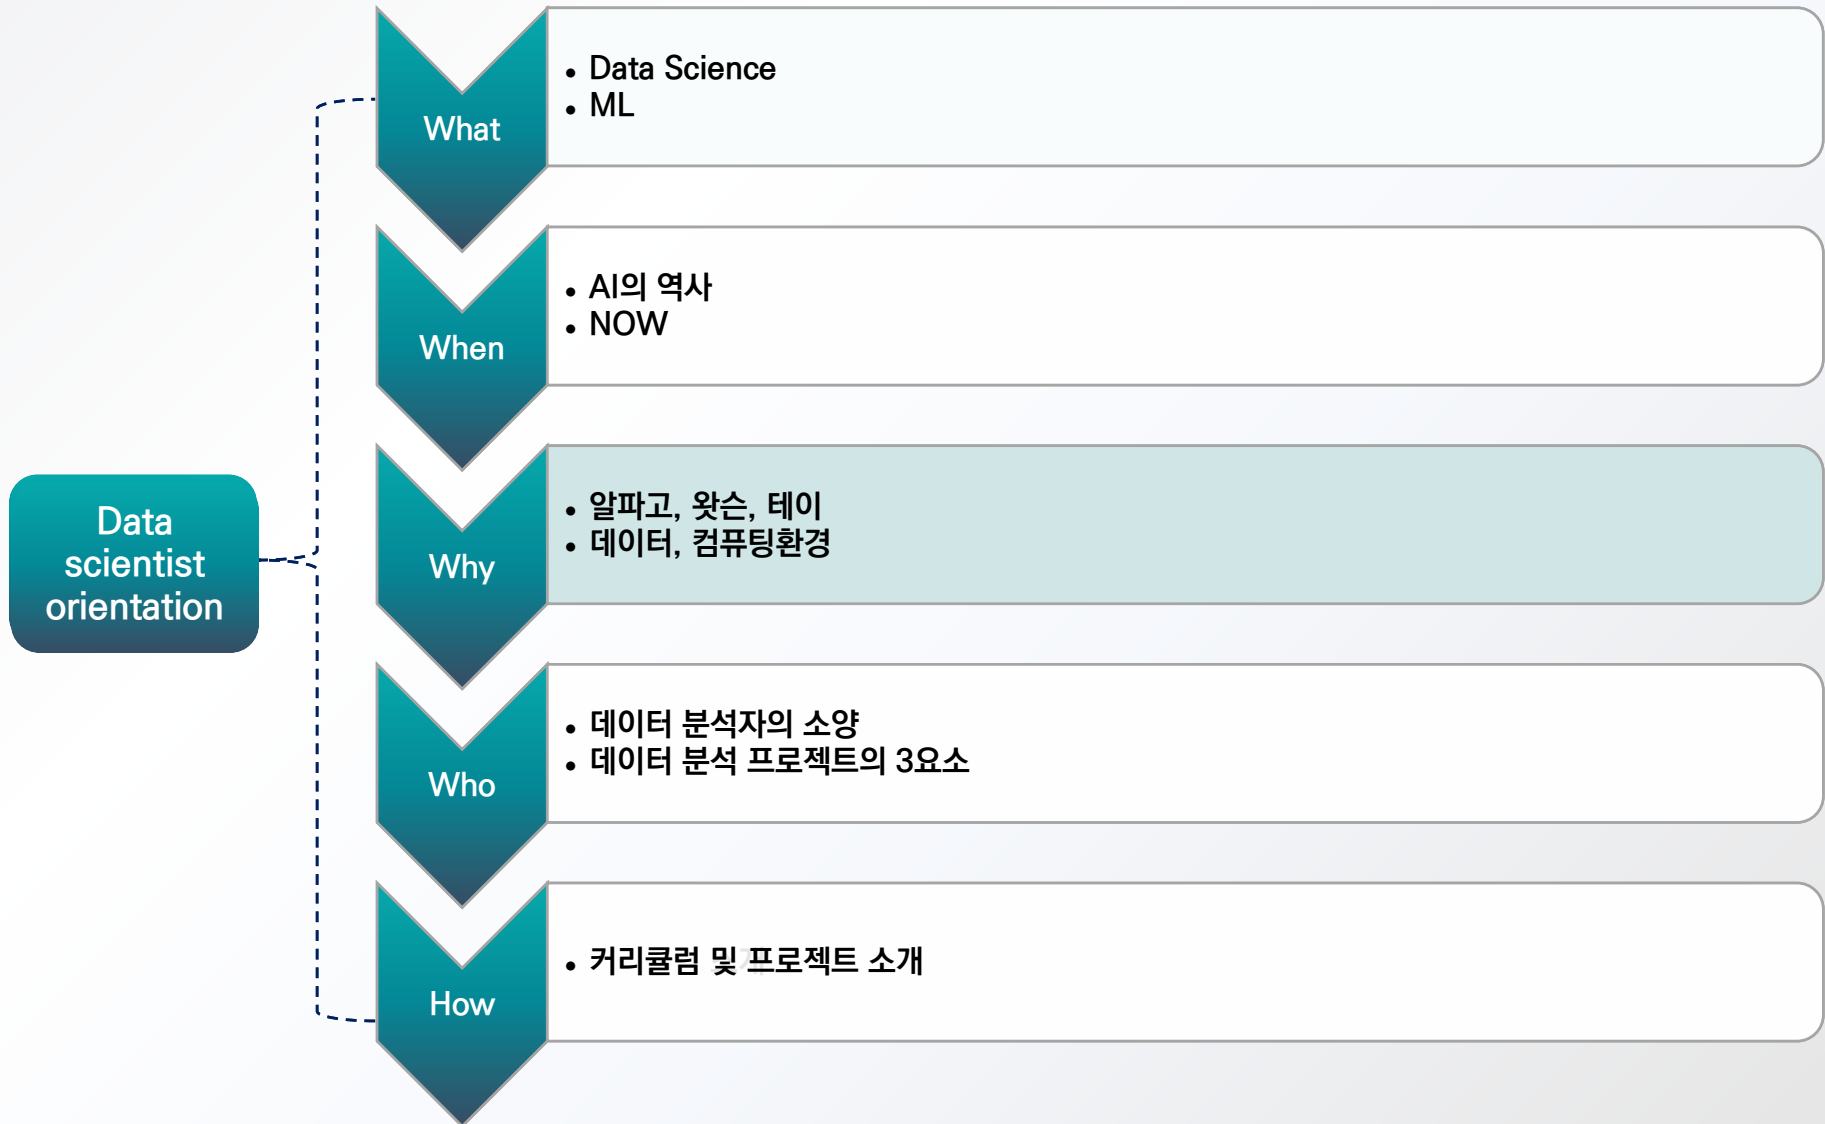 Data
scientist
orientation
What
• Data Science
• ML
When
• AI의 역사
• NOW
Why
• 알파고, 왓슨, 테이
• 데이터, 컴퓨팅환경
Who
• 데이터 분석자의 소양
• 데이터 분석 프로젝트의 3요소
How
• 커리큘럼 및 프로젝트 소개